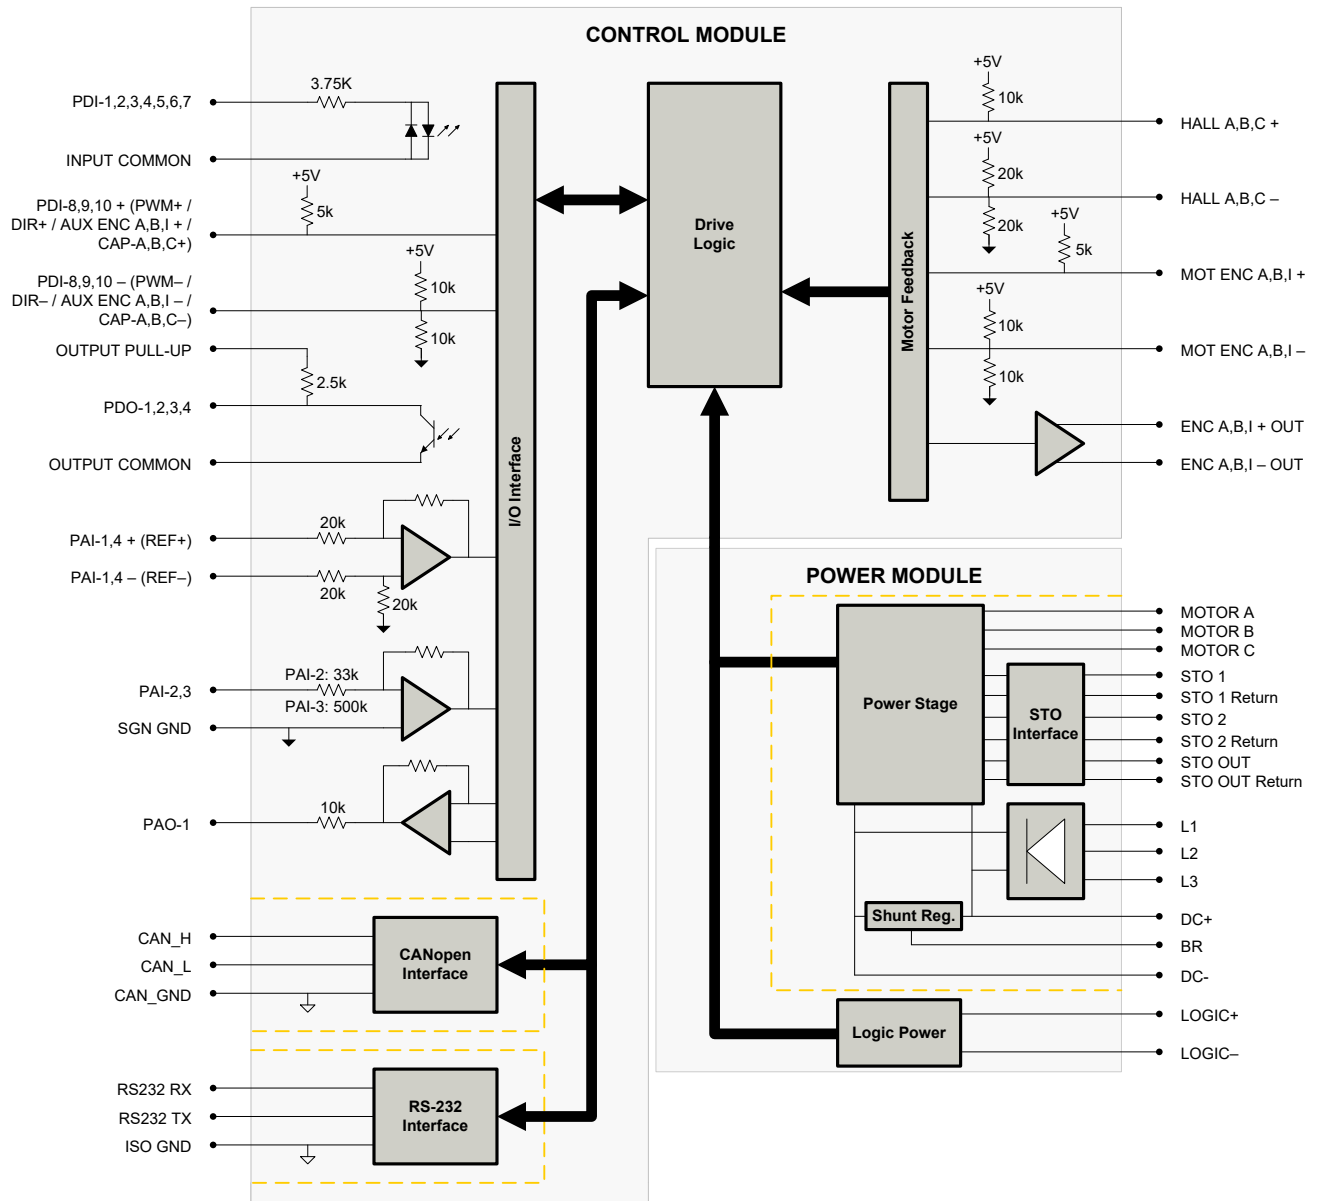 CONTROL MODULE
PDI-1,2,3,4,5,6,7
3.75K
INPUT COMMON
+5V
5k
PDI-8,9,10 + (PWM+ /
DIR+ / AUX ENC A,B,I + /
CAP-A,B,C+)
+5V
10k
10k
PDI-8,9,10 – (PWM– /
DIR– / AUX ENC A,B,I – /
CAP-A,B,C–)
OUTPUT PULL-UP
2.5k
PDO-1,2,3,4
OUTPUT COMMON
20k
PAI-1,4 + (REF+)
PAI-1,4 – (REF–)
20k
20k
PAI-2: 33k
PAI-2,3
PAI-3: 500k
SGN GND
10k
PAO-1
I/O Interface
CAN_H
CAN_L
CAN_GND
CANopen
Interface
RS232 RX
RS232 TX
ISO GND
RS-232
Interface
Drive
Logic
Motor Feedback
+5V
10k
HALL A,B,C +
+5V
20k
HALL A,B,C –
20k
+5V
5k
MOT ENC A,B,I +
+5V
10k
MOT ENC A,B,I –
10k
ENC A,B,I + OUT
ENC A,B,I – OUT
POWER MODULE
Power Stage
MOTOR A
MOTOR B
MOTOR C
STO
Interface
STO 1
STO 1 Return
STO 2
STO 2 Return
STO OUT
STO OUT Return
L1
L2
L3
Shunt Reg.
DC+
BR
DC-
Logic Power
LOGIC+
LOGIC–